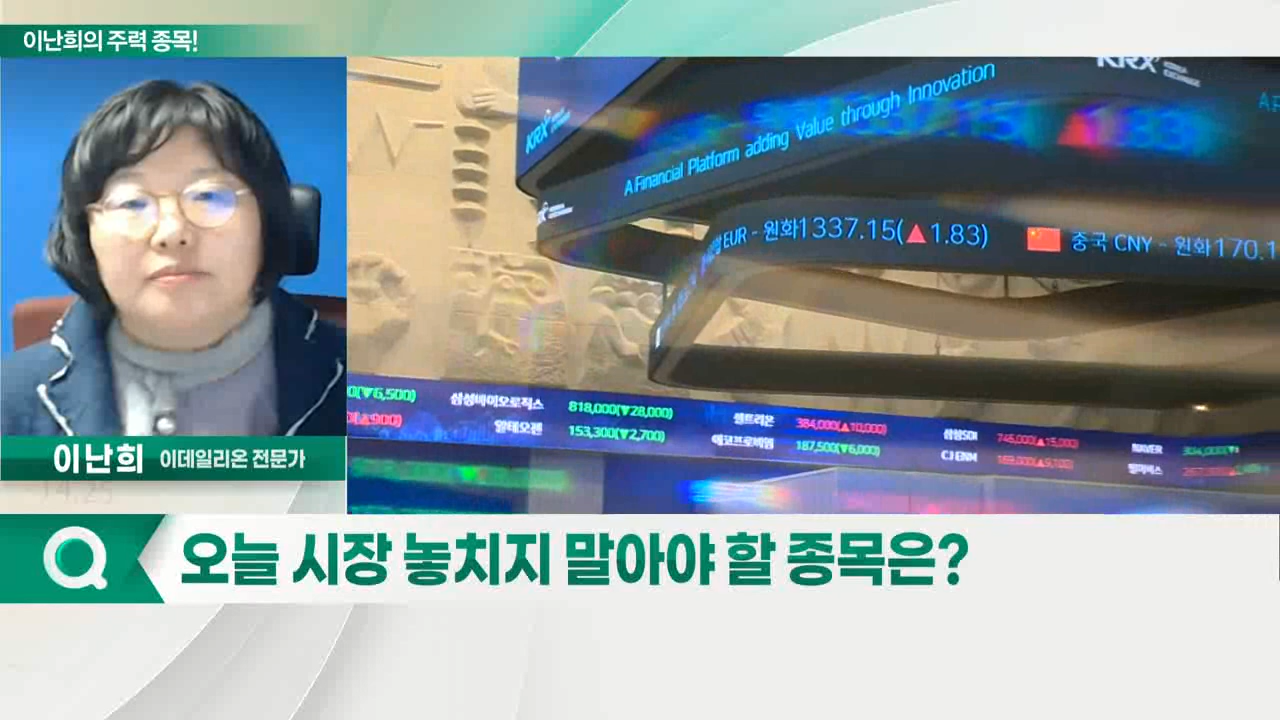 이난희의 주력 종목!
KRX
KRX
A Financial Platform adding Value through Innovation
EUR - 원화1337.15(▲1.83)
중국 CNY - 원화170.1
0(▼6,500)
삼성바이오로직스 818,000(▼28,000)
셀트리온 384,000(▲10,000)
삼성SDI 746,000(▲15,000)
NAVER
(▲900)
알테오젠 153,300(▼2,700)
에코프로비엠 187,500(▼6,000)
CJ ENM
이난희 이데일리온 전문가
오늘 시장 놓치지 말아야 할 종목은?